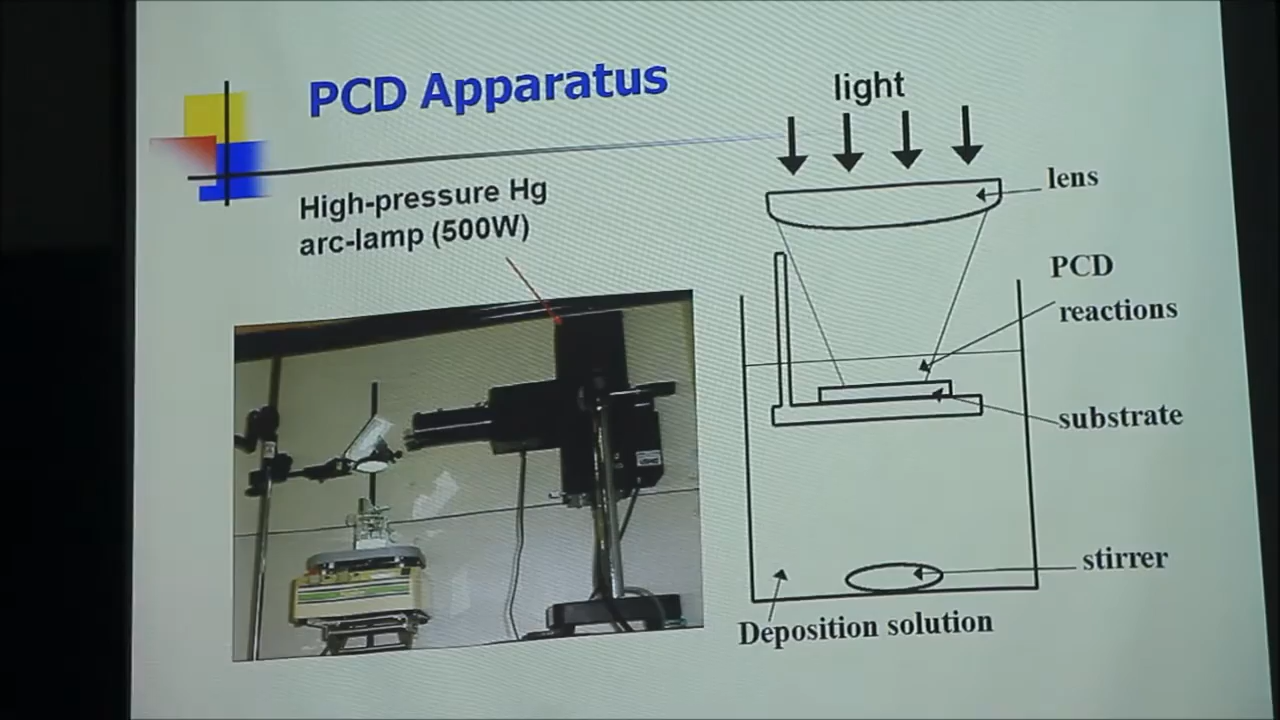 PCD Apparatus
High-pressure Hg
arc-lamp (500W)
light
lens
PCD
reactions
substrate
stirrer
Deposition solution